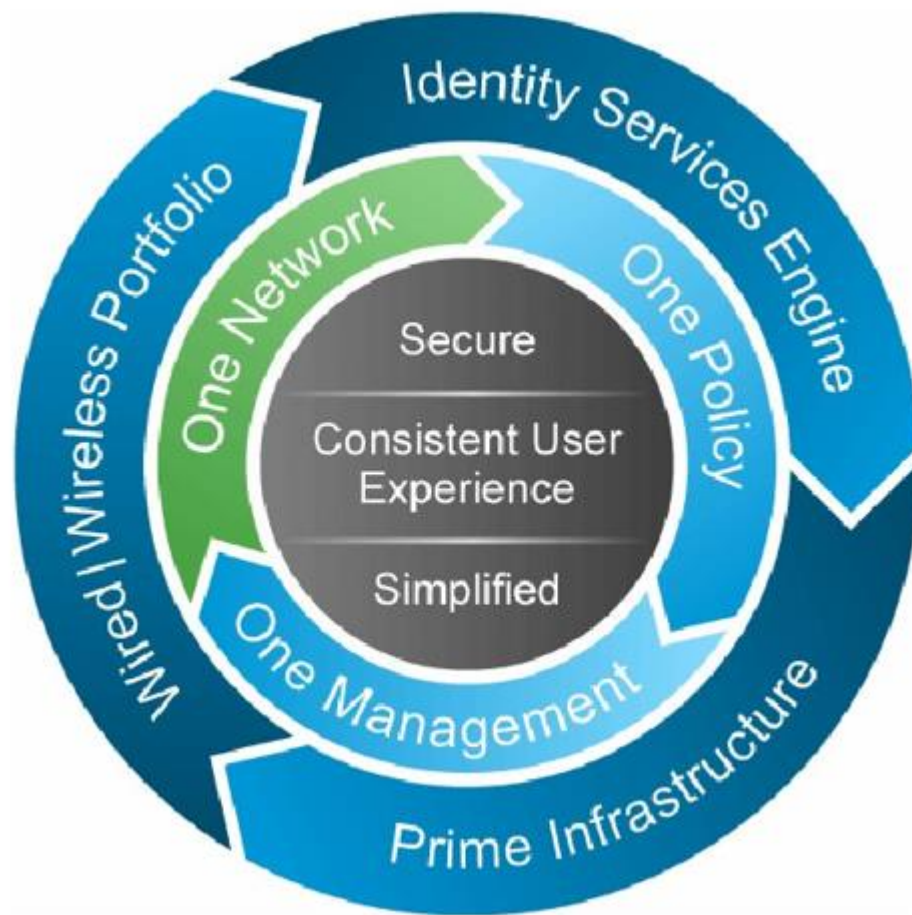 Identity Services Engine
Wired|Wireless Portfolio
One Network
One Policy
Secure
Consistent User
Experience
Simplified
One Management
Prime Infrastructure